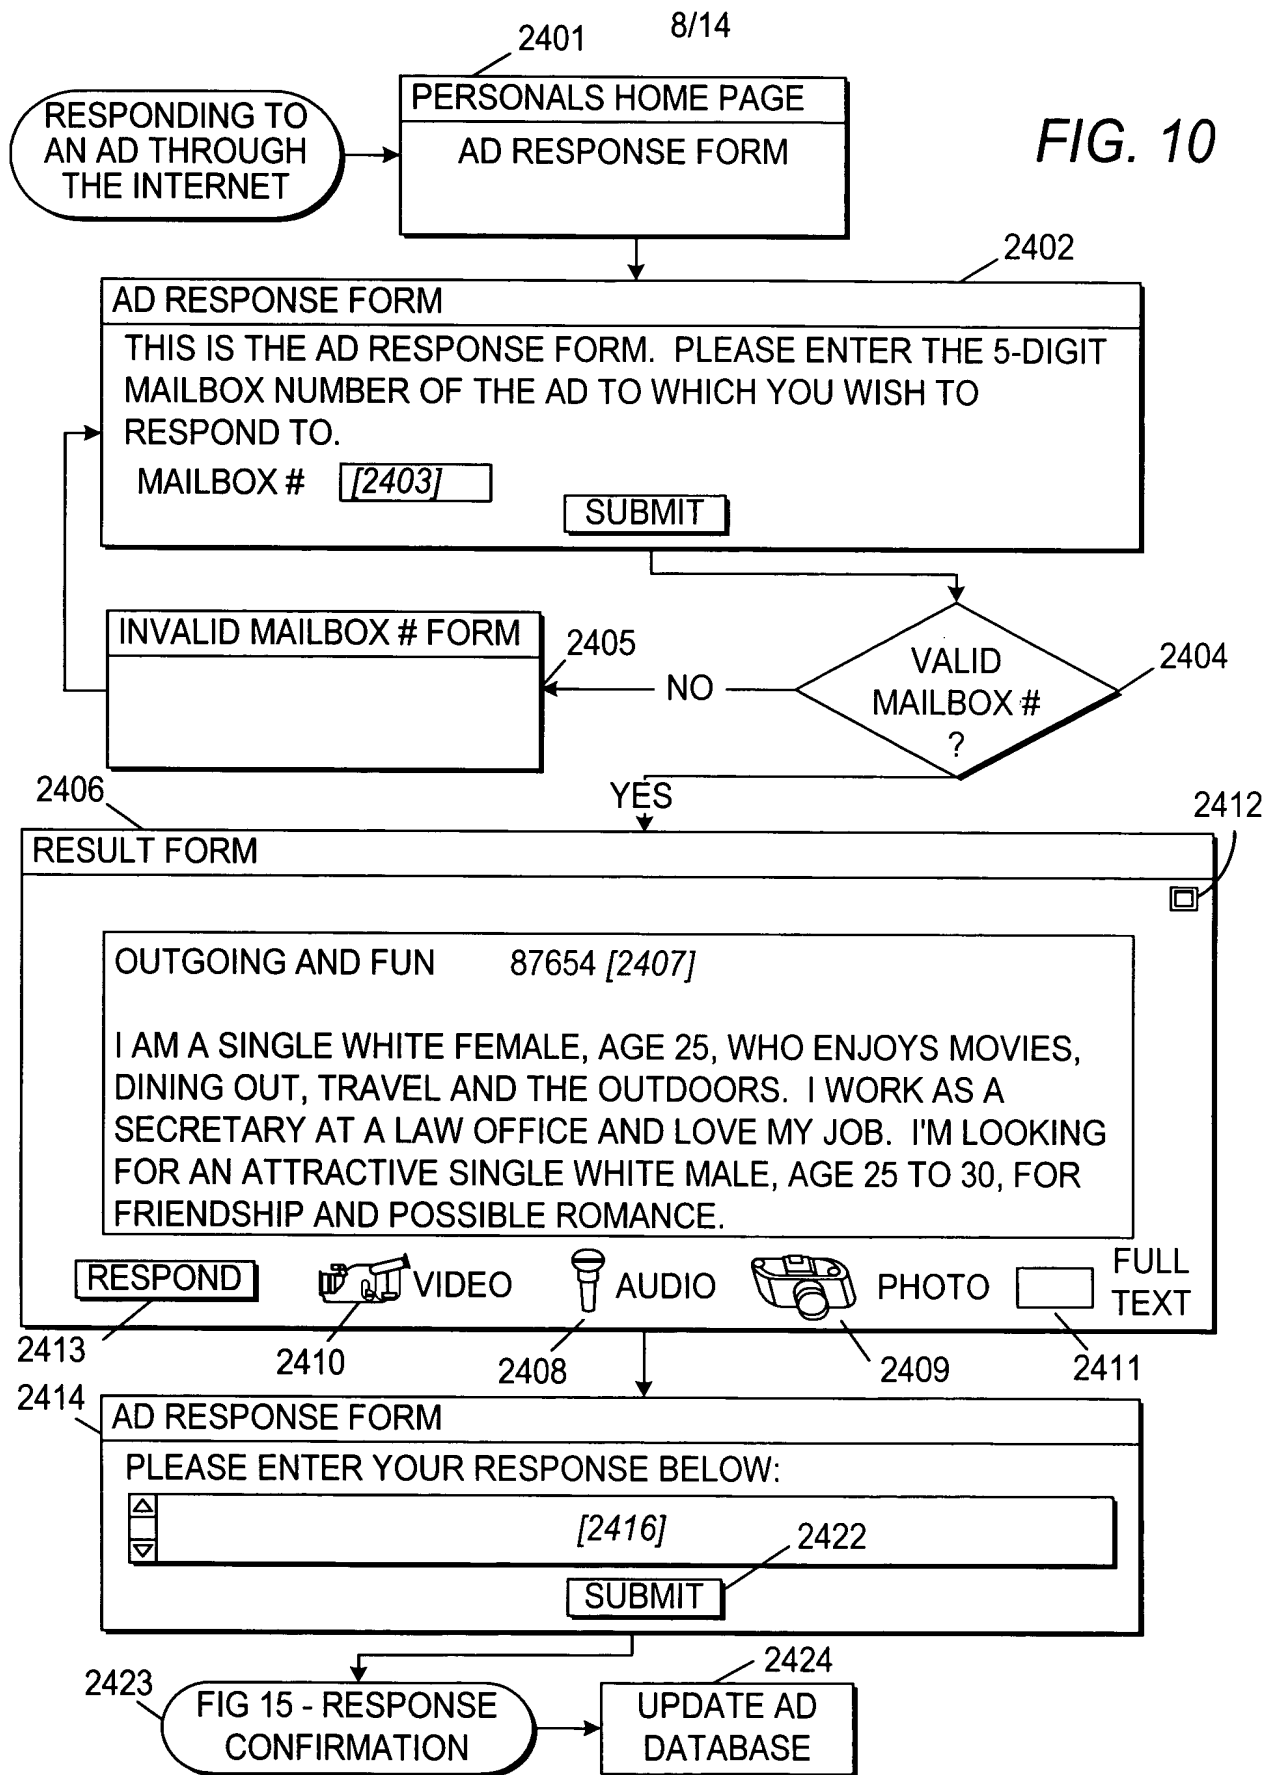 8/14
2401
RESPONDING TO
AN AD THROUGH
THE INTERNET
PERSONALS HOME PAGE
AD RESPONSE FORM
FIG. 10
2402
AD RESPONSE FORM
THIS IS THE AD RESPONSE FORM. PLEASE ENTER THE 5-DIGIT
MAILBOX NUMBER OF THE AD TO WHICH YOU WISH TO
RESPOND TO.
MAILBOX # [2403]
SUBMIT
INVALID MAILBOX # FORM
2405
NO
VALID
MAILBOX #
?
2404
YES
2406
2412
RESULT FORM
OUTGOING AND FUN 87654 [2407]
I AM A SINGLE WHITE FEMALE, AGE 25, WHO ENJOYS MOVIES,
DINING OUT, TRAVEL AND THE OUTDOORS. I WORK AS A
SECRETARY AT A LAW OFFICE AND LOVE MY JOB. I'M LOOKING
FOR AN ATTRACTIVE SINGLE WHITE MALE, AGE 25 TO 30, FOR
FRIENDSHIP AND POSSIBLE ROMANCE.
RESPOND
VIDEO
AUDIO
PHOTO
FULL
TEXT
2413
2410
2408
2409
2411
2414
AD RESPONSE FORM
PLEASE ENTER YOUR RESPONSE BELOW:
[2416]
2422
SUBMIT
2423
FIG 15 - RESPONSE
CONFIRMATION
2424
UPDATE AD
DATABASE